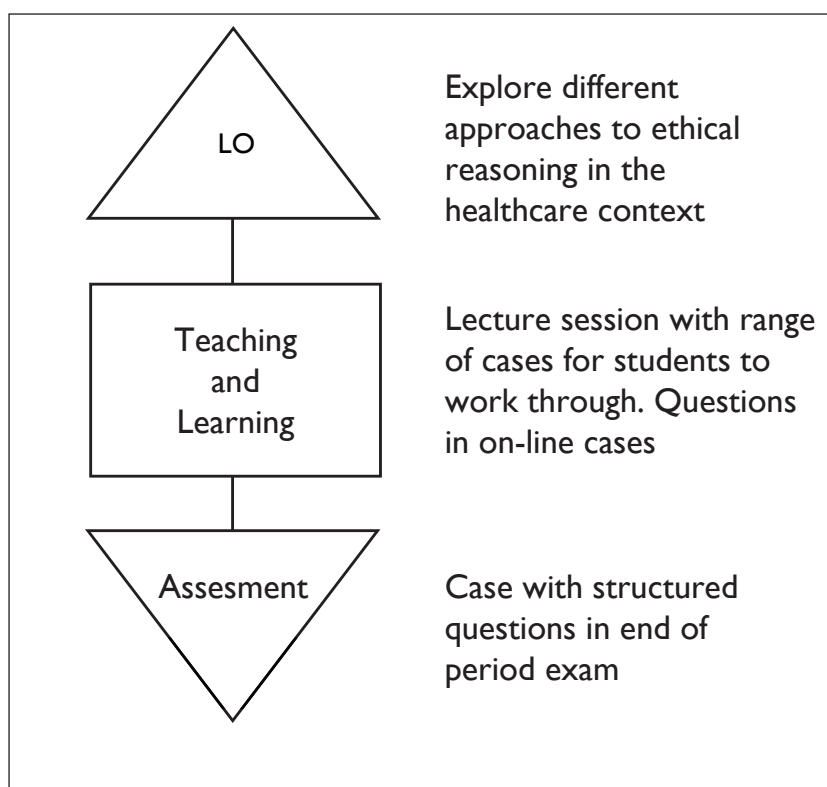 LO
Explore different
approaches to ethical
reasoning in the
healthcare context
Teaching
and
Learning
Lecture session with range
of cases for students to
work through. Questions
in on-line cases
Assesment
Case with structured
questions in end of
period exam